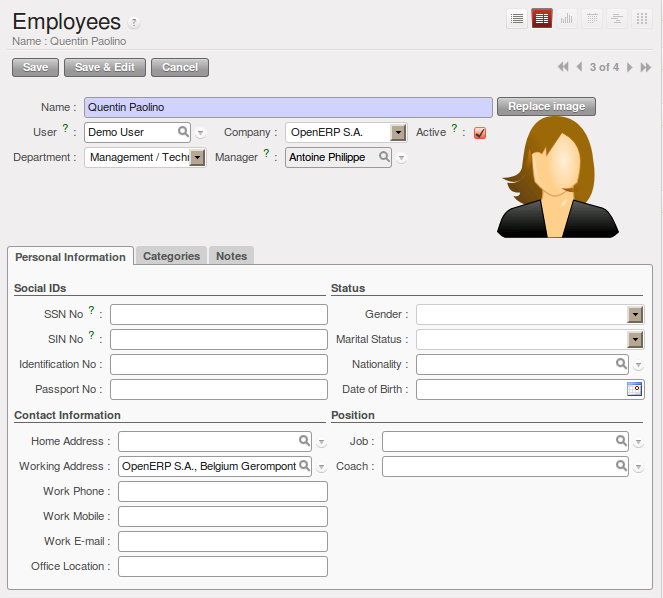 Employees ?
Name : Quentin Paolino
Save Save & Edit Cancel 3 of 4
Name : Quentin Paolino Replace image
User ? : Demo User Company : OpenERP S.A. Active ? :
Department : Management / Techn Manager ? : Antoine Philippe
Personal Information Categories Notes
Social IDs Status
SSN No ? : Gender :
SIN No ? : Marital Status :
Identification No : Nationality :
Passport No : Date of Birth :
Contact Information Position
Home Address : Job :
Working Address : OpenERP S.A., Belgium Gerompont Coach :
Work Phone :
Work Mobile :
Work E-mail :
Office Location :